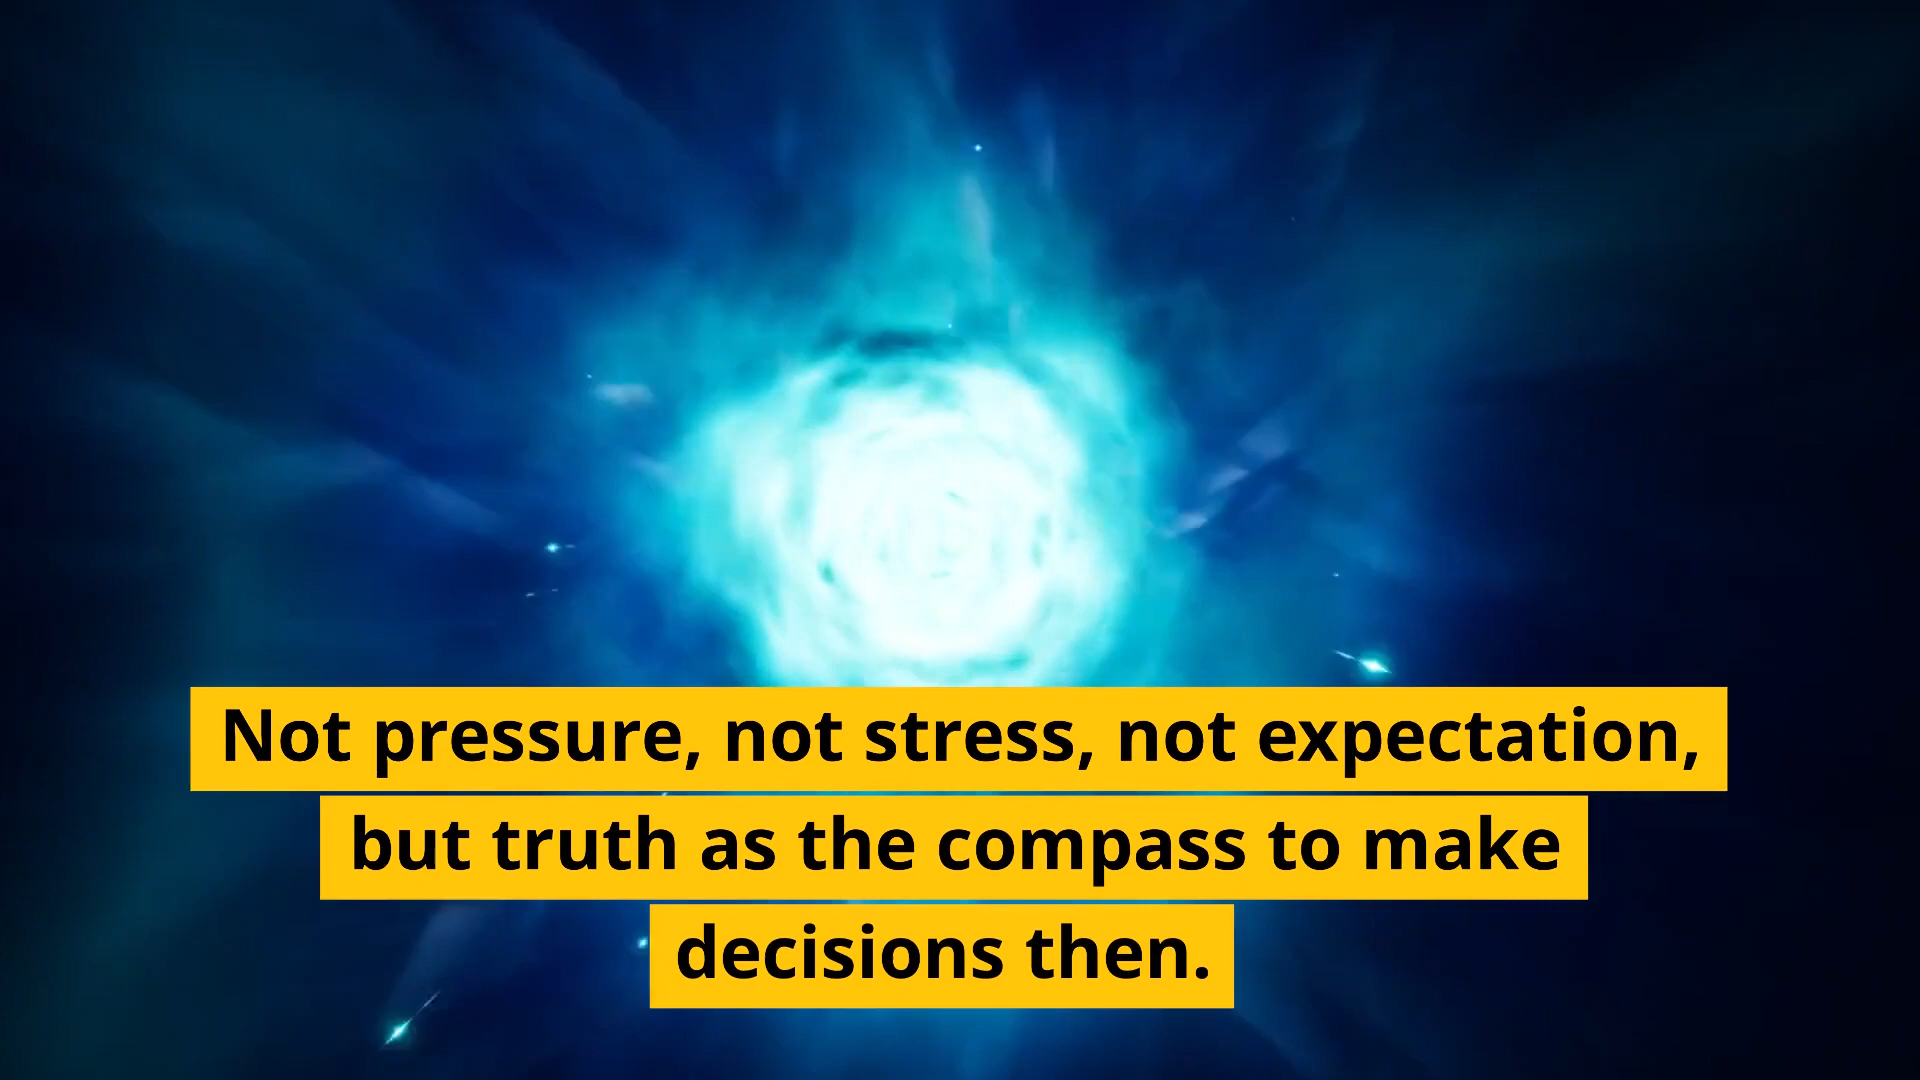 Not pressure, not stress, not expectation,
but truth as the compass to make
decisions then.